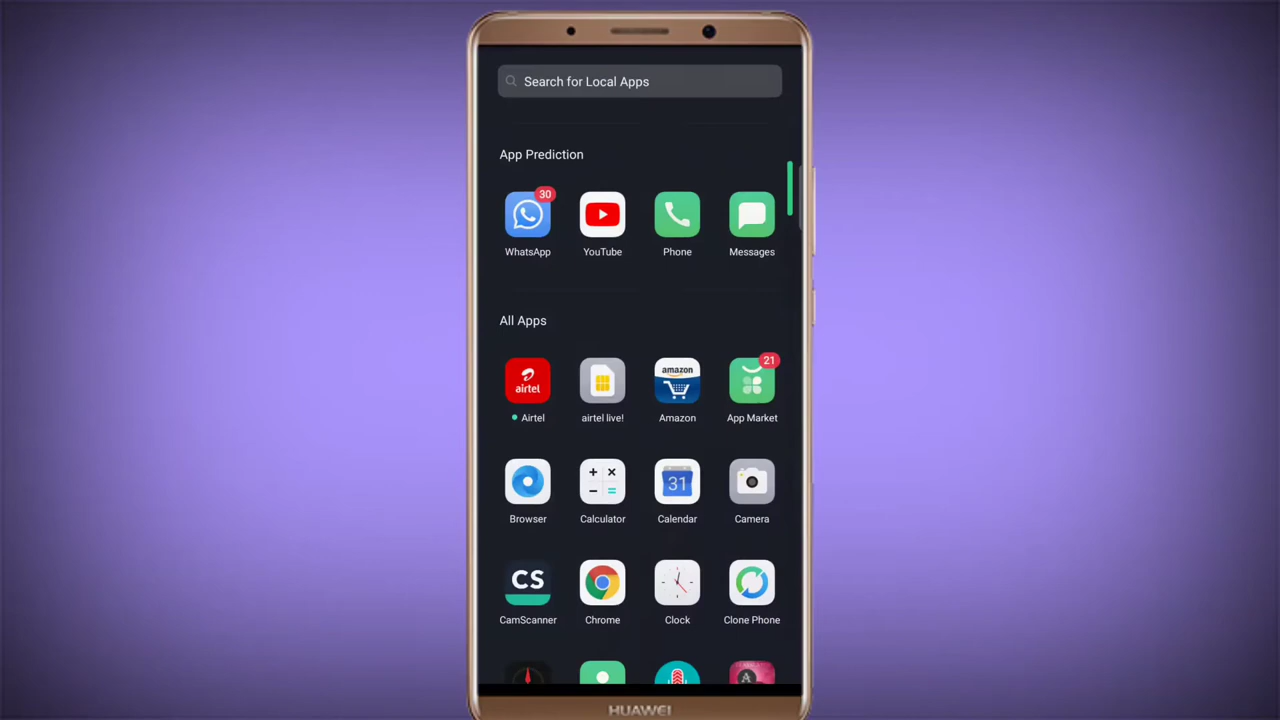 Search for Local Apps
App Prediction
30
WhatsApp YouTube Phone Messages
All Apps
airtel amazon 21
Airtel airtel live! Amazon App Market
31
Browser Calculator Calendar Camera
CS
CamScanner Chrome Clock Clone Phone
HUAWEI